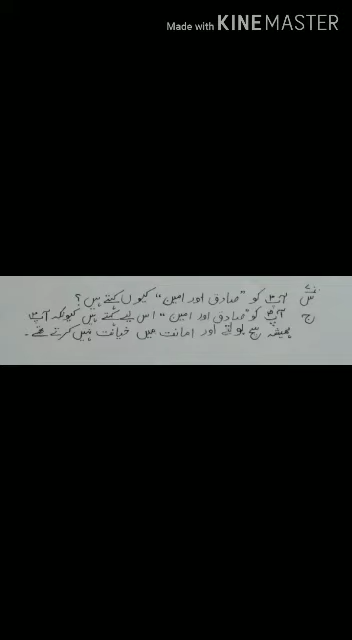 Made with KINEMASTER
س آپؐ کو "صادق اور امین" کیوں کہتے ہیں؟
ج آپؐ کو "صادق اور امین" اس لیے کہتے ہیں کیونکہ آپؐ
ہمیشہ سچ بولتے اور امانت میں خیانت نہیں کرتے تھے۔